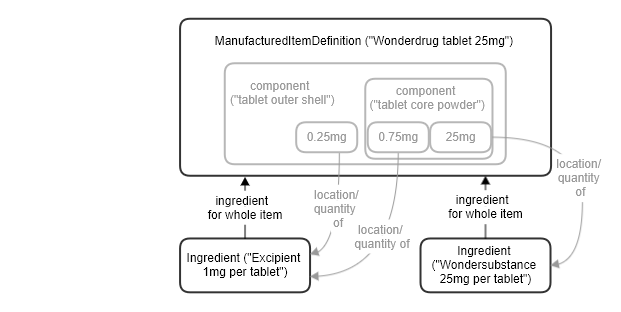 ManufacturedItemDefinition ("Wonderdrug tablet 25mg")
component
("tablet outer shell")
component
("tablet core powder")
0.25mg
0.75mg
25mg
ingredient
for whole item
location/
quantity
of
location/
quantity of
ingredient
for whole item
location/
quantity
of
Ingredient ("Excipient
1mg per tablet")
Ingredient
("Wondersubstance
25mg per tablet")